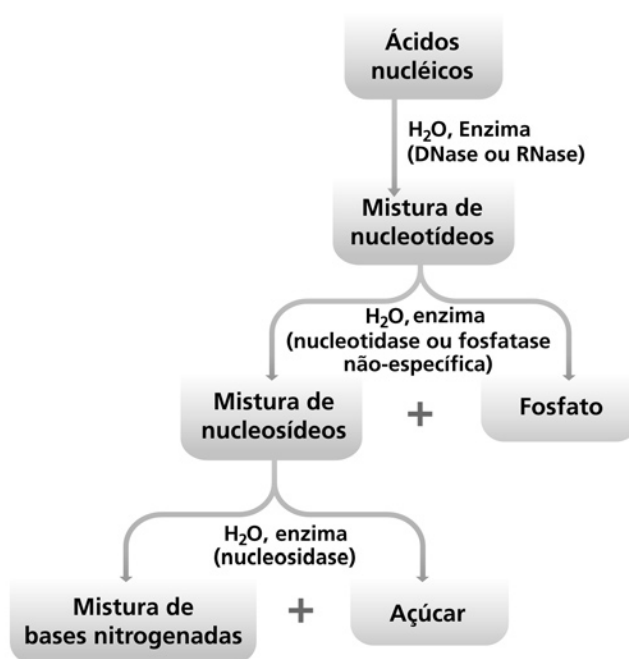 Ácidos
nucléicos
H₂O, Enzima
(DNase ou RNase)
Mistura de
nucleotídeos
H₂O, enzima
(nucleotidase ou fosfatase
não-específica)
Mistura de
nucleosídeos
+
Fosfato
H₂O, enzima
(nucleosidase)
Mistura de
bases nitrogenadas
+
Açúcar